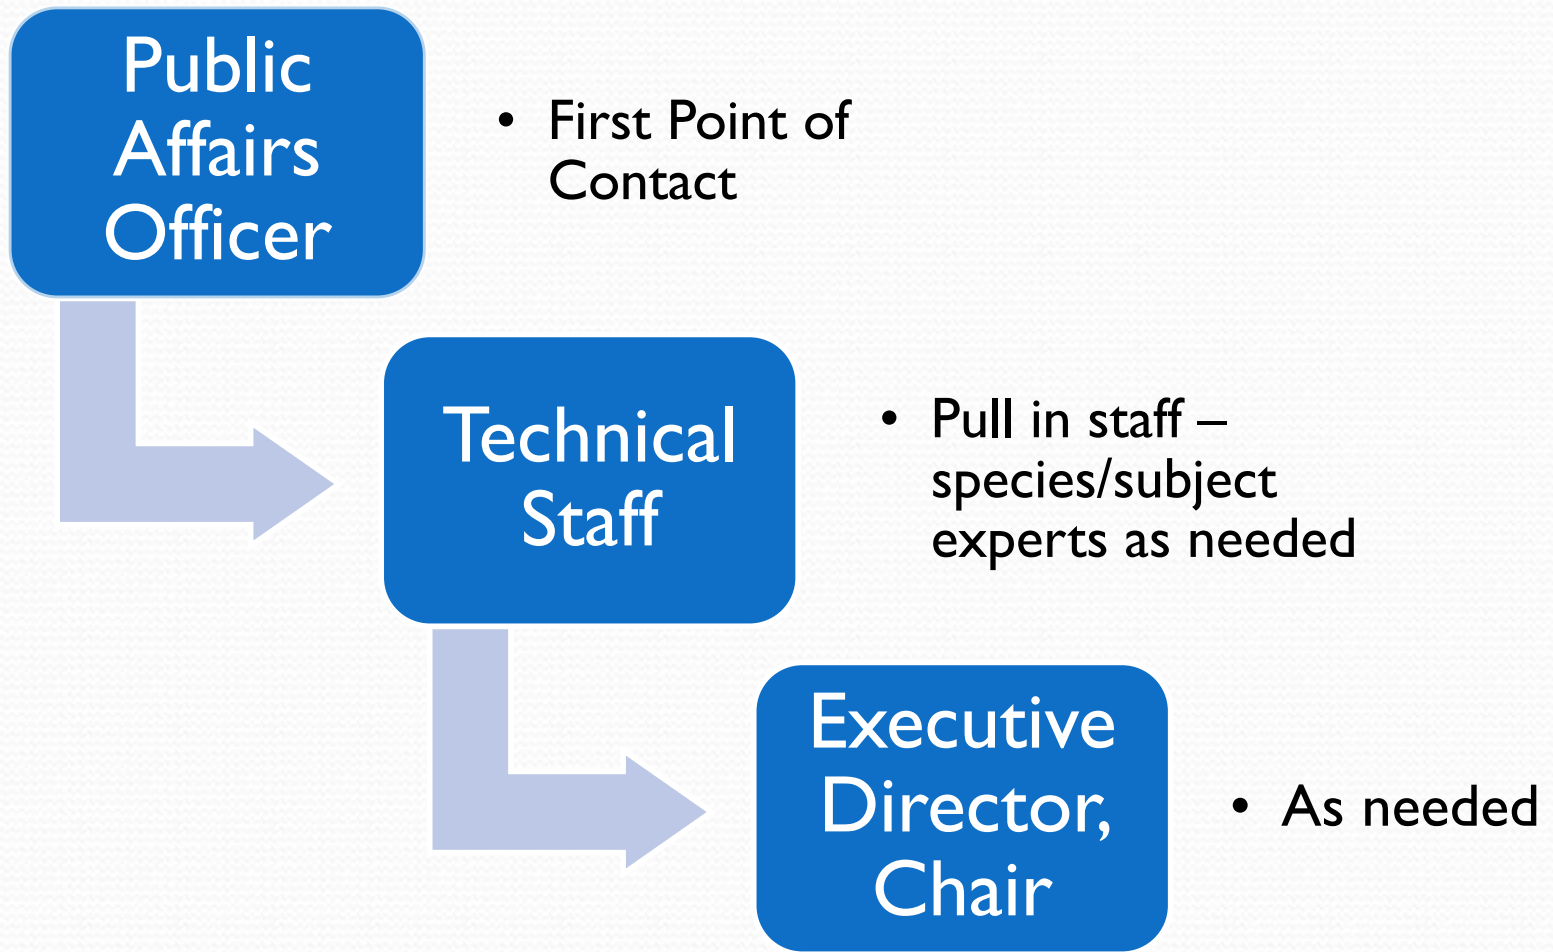 Public
Affairs
Officer
• First Point of
Contact
Technical
Staff
• Pull in staff –
species/subject
experts as needed
Executive
Director,
Chair
• As needed